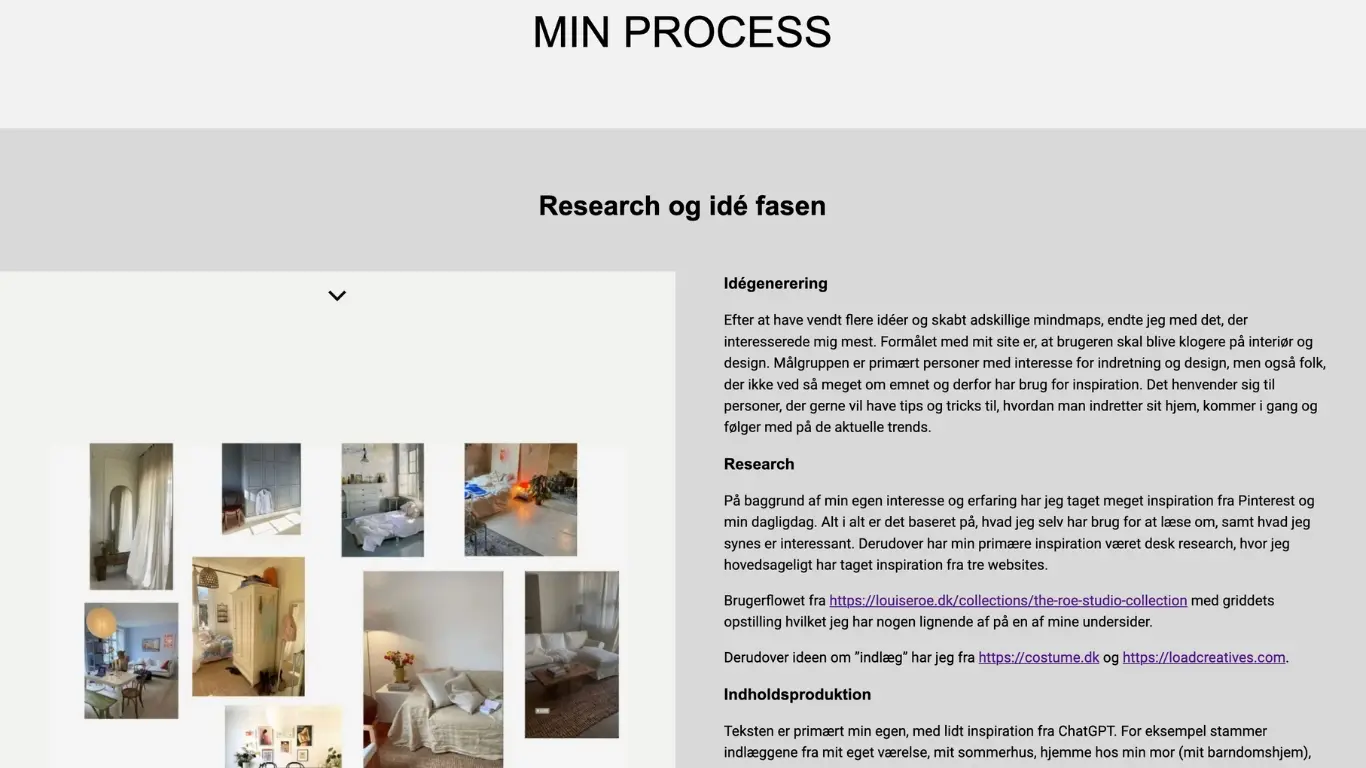 MIN PROCESS
Research og idé fasen
Idégenerering
Efter at have vendt flere idéer og skabt adskillige mindmaps, endte jeg med det, der
interesserede mig mest. Formålet med mit site er, at brugeren skal blive klogere på interiør og
design. Målgruppen er primært personer med interesse for indretning og design, men også folk,
der ikke ved så meget om emnet og derfor har brug for inspiration. Det henvender sig til
personer, der gerne vil have tips og tricks til, hvordan man indretter sit hjem, kommer i gang og
følger med på de aktuelle trends.
Research
På baggrund af min egen interesse og erfaring har jeg taget meget inspiration fra Pinterest og
min dagligdag. Alt i alt er det baseret på, hvad jeg selv har brug for at læse om, samt hvad jeg
synes er interessant. Derudover har min primære inspiration været desk research, hvor jeg
hovedsageligt har taget inspiration fra tre websites.
Brugerflowet fra https://louiseroe.dk/collections/the-roe-studio-collection med griddets
opstilling hvilket jeg har nogen lignende af på en af mine undersider.
Derudover ideen om ”indlæg” har jeg fra https://costume.dk og https://loadcreatives.com.
Indholdsproduktion
Teksten er primært min egen, med lidt inspiration fra ChatGPT. For eksempel stammer
indlæggene fra mit eget værelse, mit sommerhus, hjemme hos min mor (mit barndomshjem),